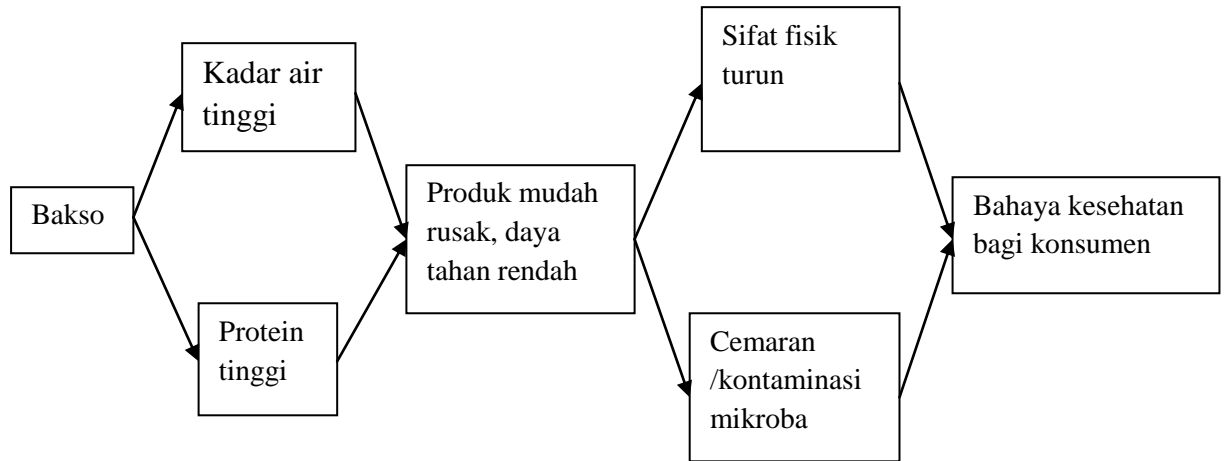 Bakso
Kadar air
tinggi
Protein
tinggi
Produk mudah
rusak, daya
tahan rendah
Sifat fisik
turun
Cemaran
/kontaminasi
mikroba
Bahaya kesehatan
bagi konsumen